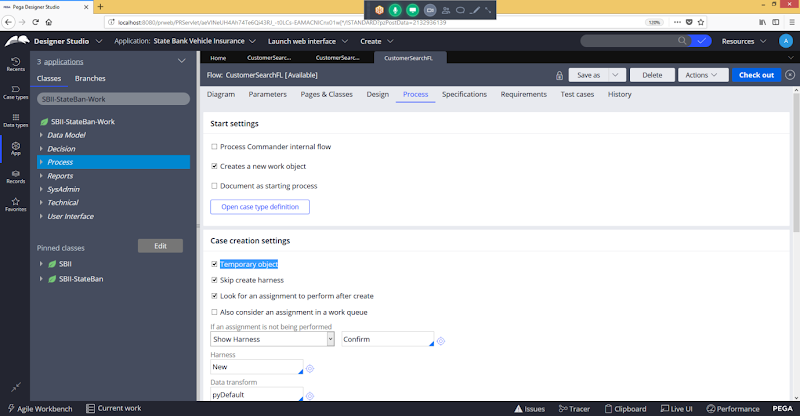 Pega Designer Studio
localhost:8080/prweb/PRServlet/aeVlNeUH4Ah74Te6Qi43RJ_-t0LCs-EAMACNICnx01w[*/!STANDARD?pzPostData=2132936139
120%
Designer Studio
Application: State Bank Vehicle Insurance
Launch web interface
Create
Resources
A
Recents
Case types
Data types
App
Records
Favorites
3 applications
Classes
Branches
SBII-StateBan-Work
SBII-StateBan-Work
Data Model
Decision
Process
Reports
SysAdmin
Technical
User Interface
Pinned classes
Edit
SBII
SBII-StateBan
Home
CustomerSearc...
CustomerSearc...
CustomerSearchFL
Flow: CustomerSearchFL [Available]
Save as
Delete
Actions
Check out
Diagram
Parameters
Pages & Classes
Design
Process
Specifications
Requirements
Test cases
History
Start settings
Process Commander internal flow
Creates a new work object
Document as starting process
Open case type definition
Case creation settings
Temporary object
Skip create harness
Look for an assignment to perform after create
Also consider an assignment in a work queue
If an assignment is not being performed
Show Harness
Confirm
Harness
New
Data transform
pyDefault
Agile Workbench
Current work
Issues
Tracer
Clipboard
Live UI
Performance
PEGA